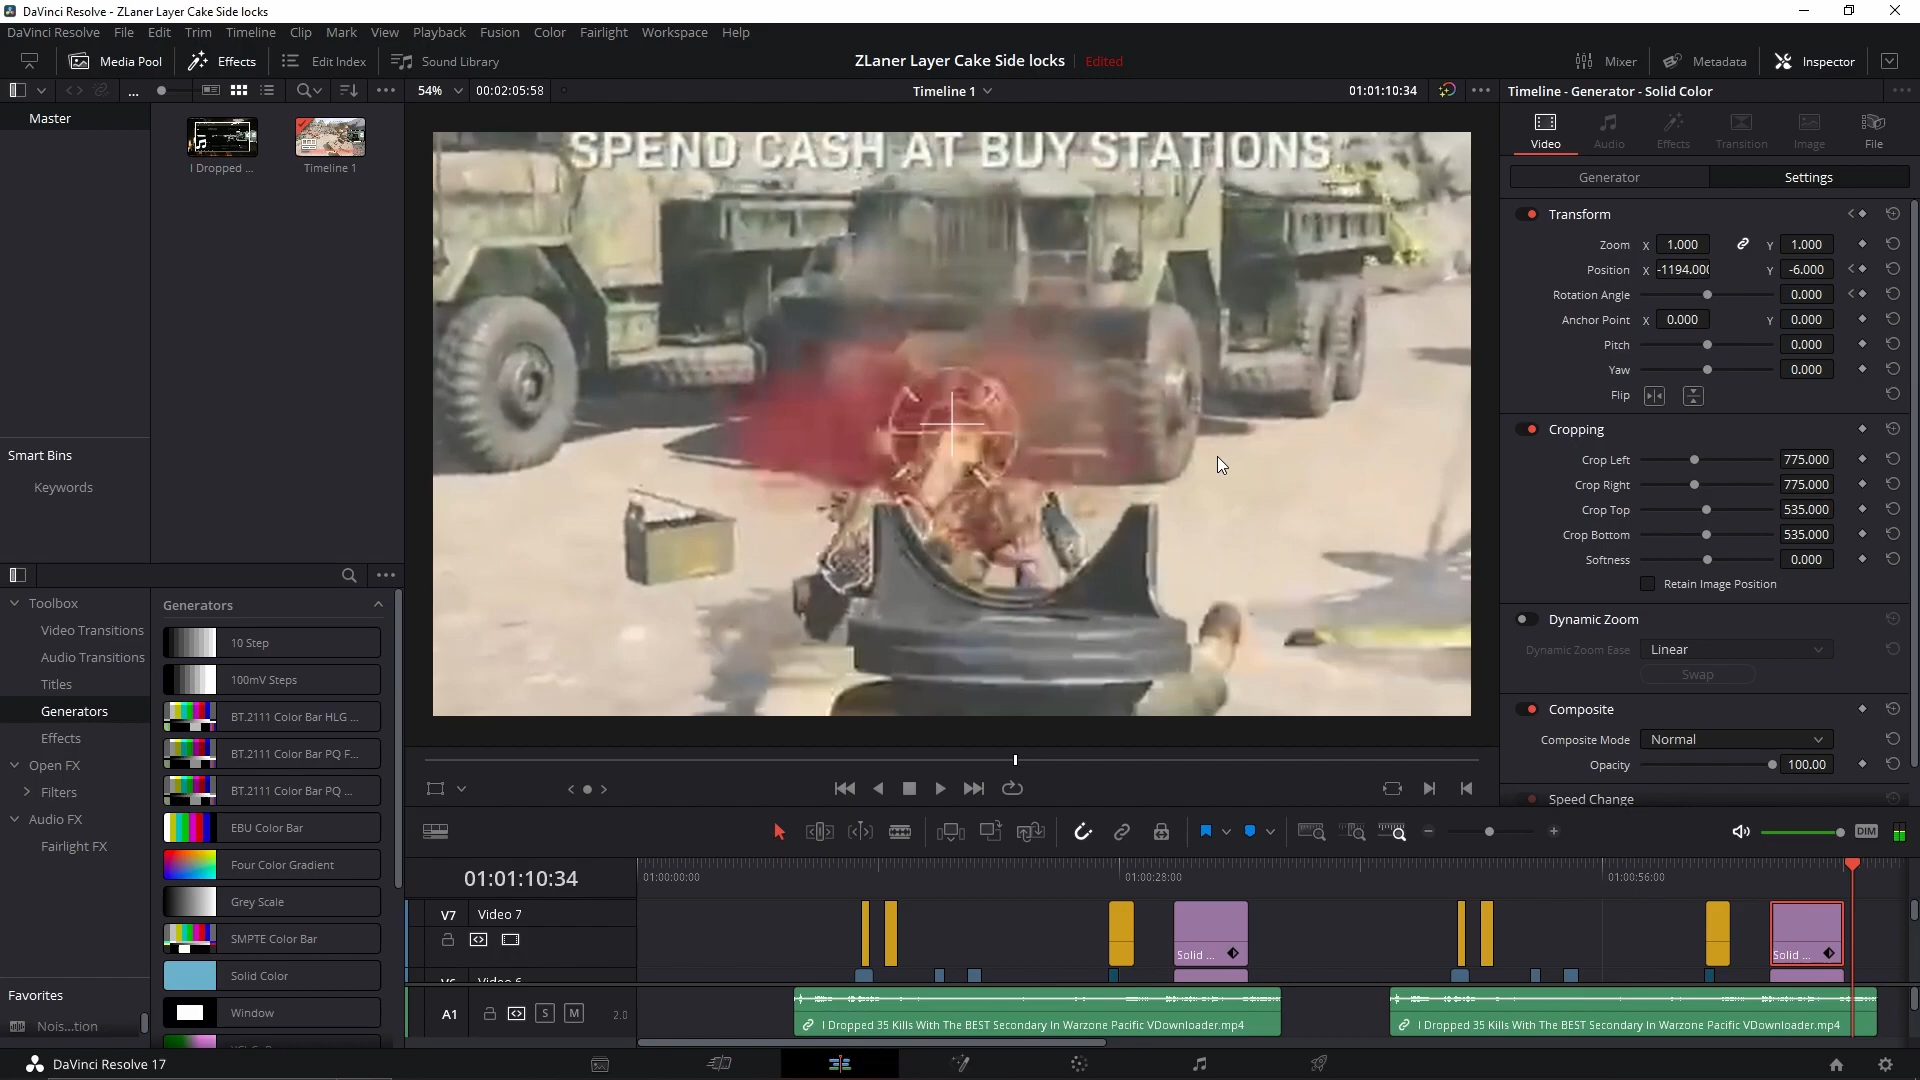 DaVinci Resolve - ZLaner Layer Cake Side locks
DaVinci Resolve File Edit Trim Timeline Clip Mark View Playback Fusion Color Fairlight Workspace Help
Media Pool Effects Edit Index Sound Library ZLaner Layer Cake Side locks Edited Mixer Metadata Inspector
... 54% 00:02:05:58 Timeline 1 01:01:10:34 Timeline - Generator - Solid Color
Master
I Dropped ...
Timeline 1
Smart Bins
Keywords
SPEND CASH AT BUY STATIONS
Video Audio Effects Transition Image File
Generator Settings
Transform
Zoom X 1.000 Y 1.000
Position X -1194.000 Y -6.000
Rotation Angle 0.000
Anchor Point X 0.000 Y 0.000
Pitch 0.000
Yaw 0.000
Flip
Cropping
Crop Left 775.000
Crop Right 775.000
Crop Top 535.000
Crop Bottom 535.000
Softness 0.000
Retain Image Position
Dynamic Zoom
Dynamic Zoom Ease Linear
Swap
Composite
Composite Mode Normal
Opacity 100.00
Speed Change
Toolbox
Video Transitions
Audio Transitions
Titles
Generators
Effects
Open FX
Filters
Audio FX
Fairlight FX
Favorites
Nois...tion
Generators
10 Step
100mV Steps
BT.2111 Color Bar HLG ...
BT.2111 Color Bar PQ F...
BT.2111 Color Bar PQ ...
EBU Color Bar
Four Color Gradient
Grey Scale
SMPTE Color Bar
Solid Color
Window
DIM
01:01:10:34 01:00:00:00 01:00:28:00 01:00:56:00
V7 Video 7
Solid ... Solid ...
A1 S M 2.0
I Dropped 35 Kills With The BEST Secondary In Warzone Pacific VDownloader.mp4
I Dropped 35 Kills With The BEST Secondary In Warzone Pacific VDownloader.mp4
DaVinci Resolve 17